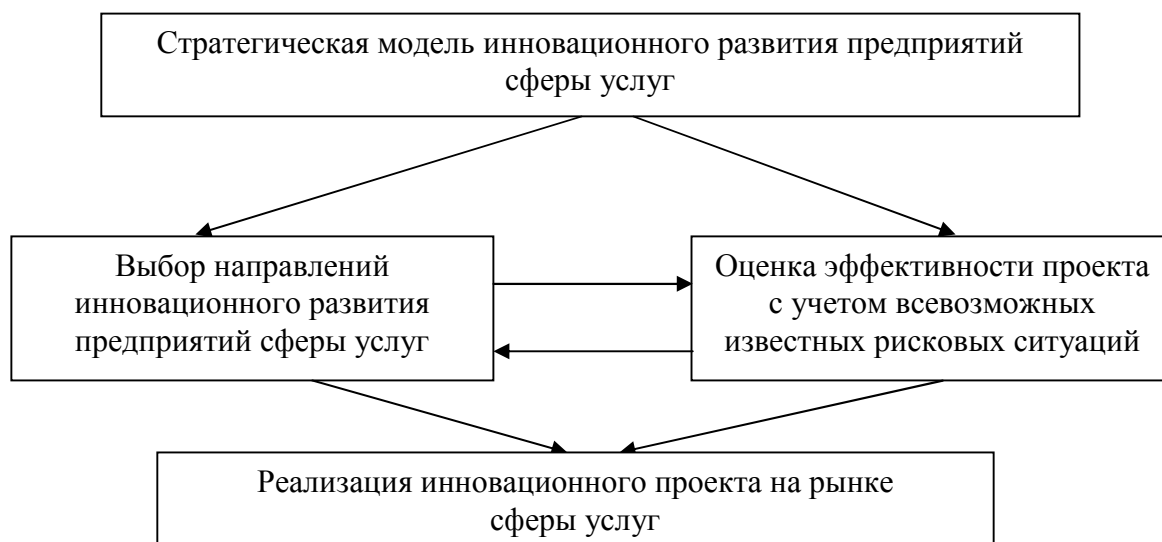 Стратегическая модель инновационного развития предприятий
сферы услуг
Выбор направлений
инновационного развития
предприятий сферы услуг
Оценка эффективности проекта
с учетом всевозможных
известных рисковых ситуаций
Реализация инновационного проекта на рынке
сферы услуг